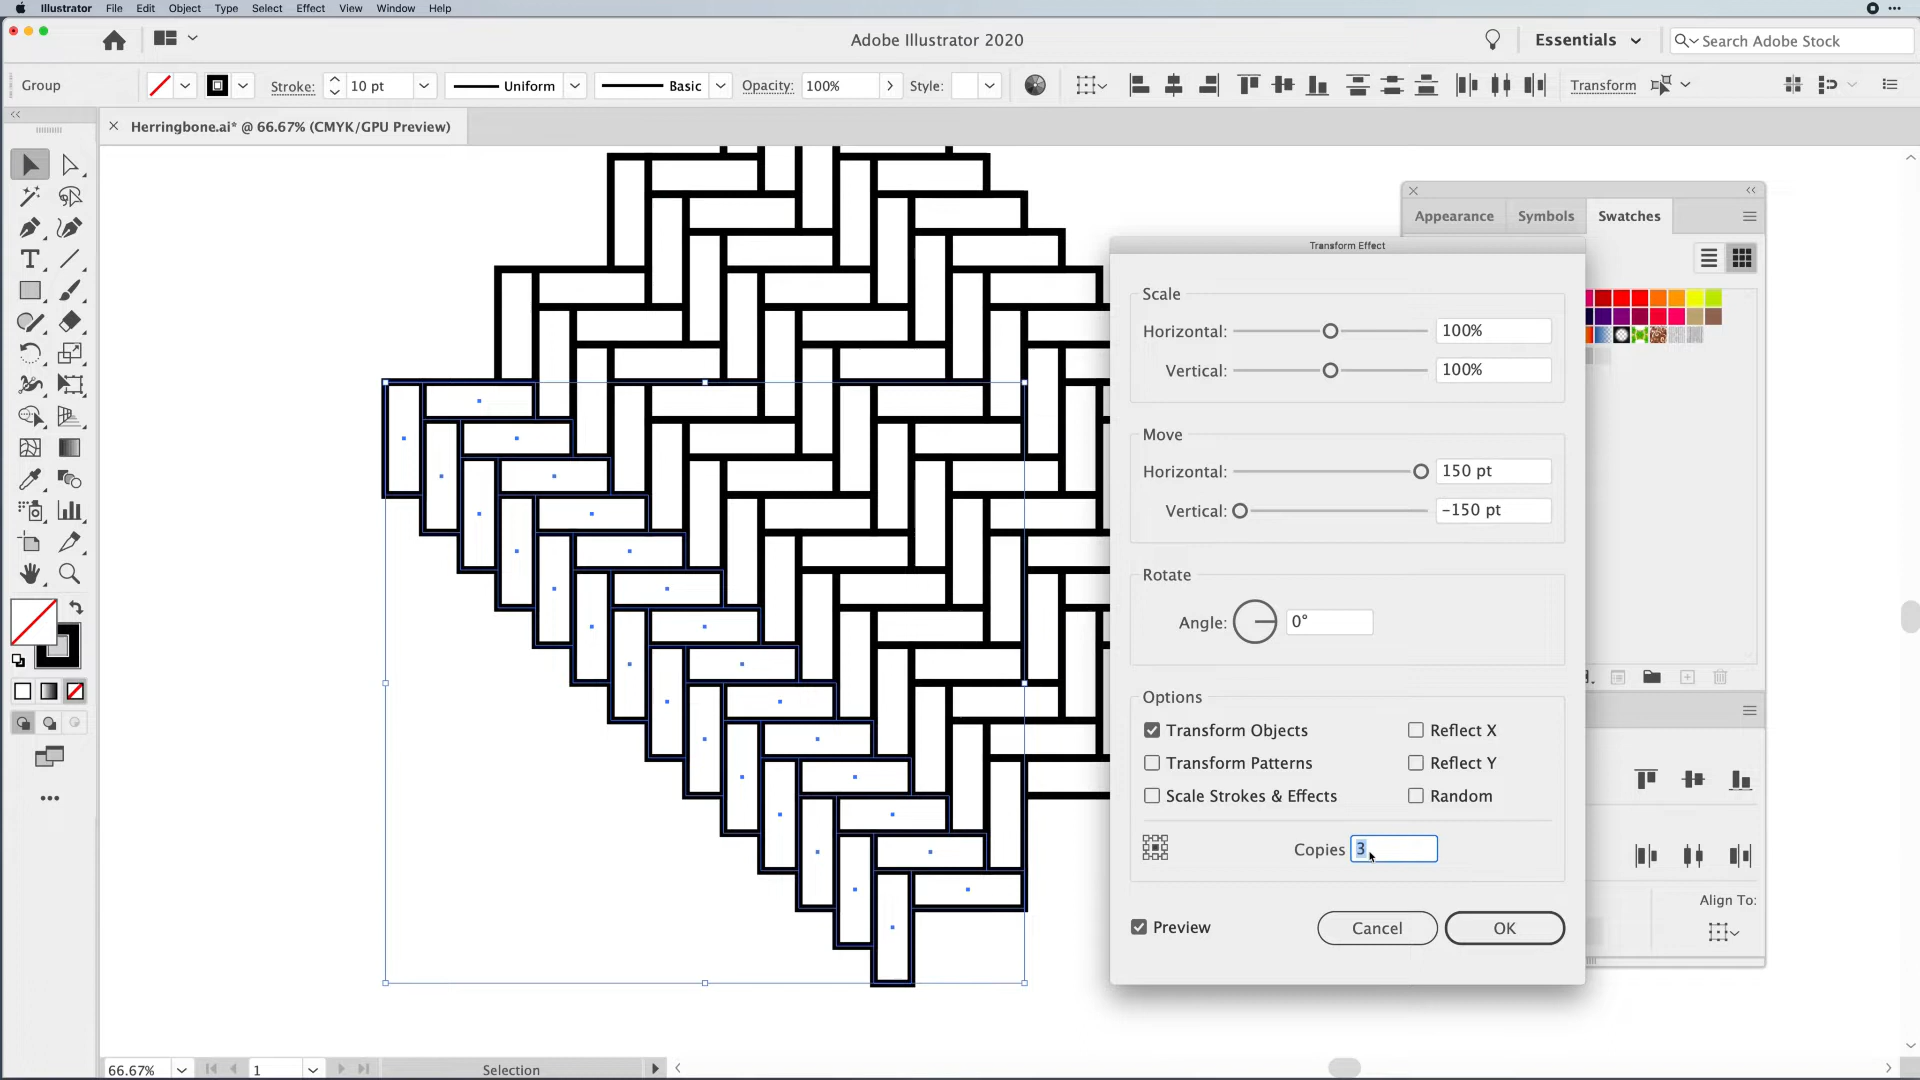 Illustrator File Edit Object Type Select Effect View Window Help
Adobe Illustrator 2020
Essentials
Search Adobe Stock
Group
Stroke: 10 pt
Uniform
Basic
Opacity: 100%
Style:
Transform
Herringbone.ai* @ 66.67% (CMYK/GPU Preview)
Appearance Symbols Swatches
Transform Effect
Scale
Horizontal: 100%
Vertical: 100%
Move
Horizontal: 150 pt
Vertical: -150 pt
Rotate
Angle: 0°
Options
Transform Objects Reflect X
Transform Patterns Reflect Y
Scale Strokes & Effects Random
Copies 3
Preview Cancel OK
Align To:
66.67% 1 Selection